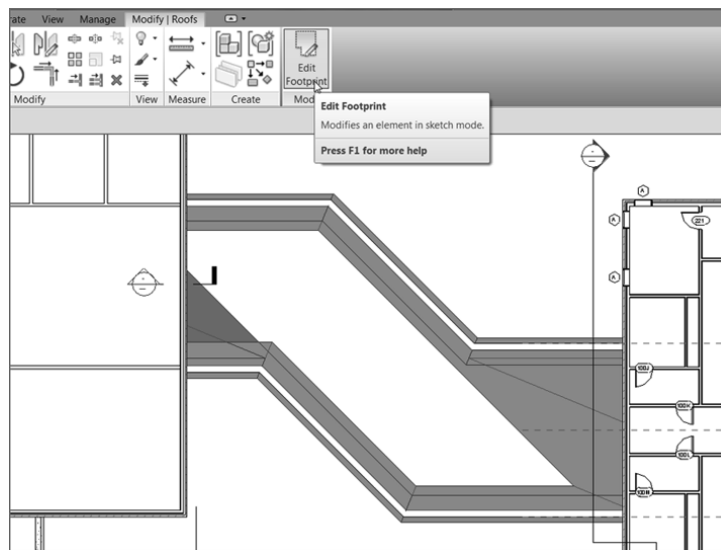 ate View Manage Modify | Roofs
Edit
Footprint
Modify View Measure Create Mod
Edit Footprint
Modifies an element in sketch mode.
Press F1 for more help
A
A
221
A
100J
100K
100L
100M